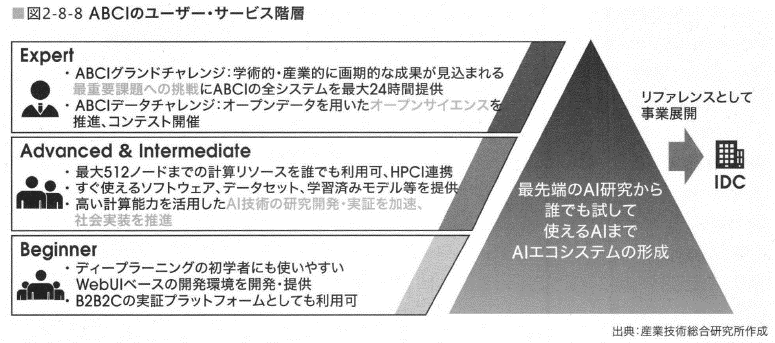 ■図2-8-8 ABCIのユーザー・サービス階層
Expert
・ABCIグランドチャレンジ：学術的・産業的に画期的な成果が見込まれる
最重要課題への挑戦にABCIの全システムを最大24時間提供
・ABCIデータチャレンジ：オープンデータを用いたオープンサイエンスを
推進、コンテスト開催
Advanced & Intermediate
・最大512ノードまでの計算リソースを誰でも利用可、HPCI連携
・すぐ使えるソフトウェア、データセット、学習済みモデル等を提供
・高い計算能力を活用したAI技術の研究開発・実証を加速、
社会実装を推進
Beginner
・ディープラーニングの初学者にも使いやすい
WebUIベースの開発環境を開発・提供
・B2B2Cの実証プラットフォームとしても利用可
最先端のAI研究から
誰でも試して
使えるAIまで
AIエコシステムの形成
リファレンスとして
事業展開
IDC
出典：産業技術総合研究所作成